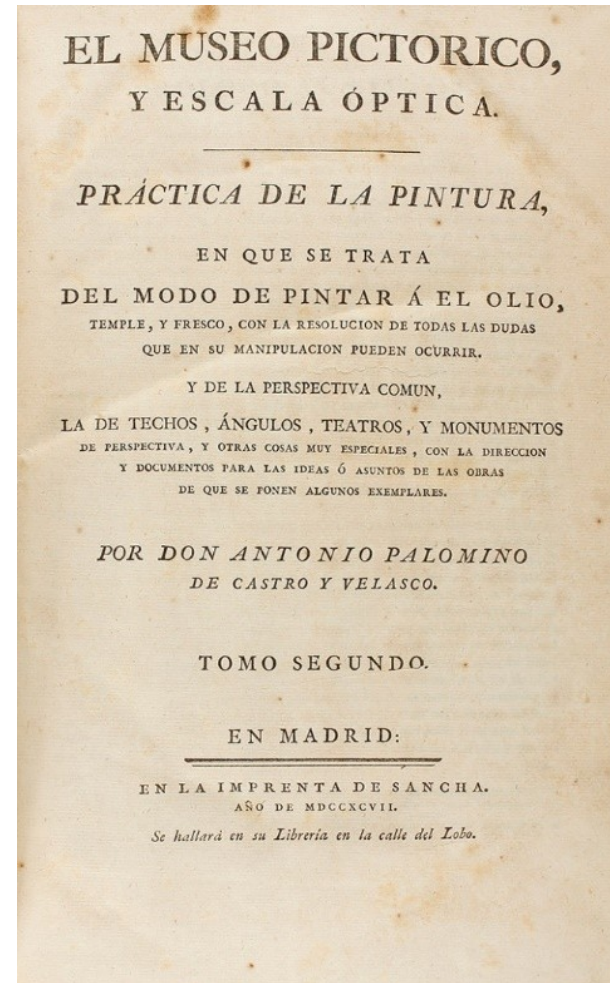 EL MUSEO PICTORICO,
Y ESCALA ÓPTICA.
PRÁCTICA DE LA PINTURA,
EN QUE SE TRATA
DEL MODO DE PINTAR Á EL OLIO,
TEMPLE, Y FRESCO, CON LA RESOLUCION DE TODAS LAS DUDAS
QUE EN SU MANIPULACION PUEDEN OCURRIR.
Y DE LA PERSPECTIVA COMUN,
LA DE TECHOS, ÁNGULOS, TEATROS, Y MONUMENTOS
DE PERSPECTIVA, Y OTRAS COSAS MUY ESPECIALES, CON LA DIRECCION
Y DOCUMENTOS PARA LAS IDEAS Ó ASUNTOS DE LAS OBRAS
DE QUE SE PONEN ALGUNOS EXEMPLARES.
POR DON ANTONIO PALOMINO
DE CASTRO Y VELASCO.
TOMO SEGUNDO.
EN MADRID:
EN LA IMPRENTA DE SANCHA.
AÑO DE MDCCXCVII.
Se hallará en su Librería en la calle del Lobo.